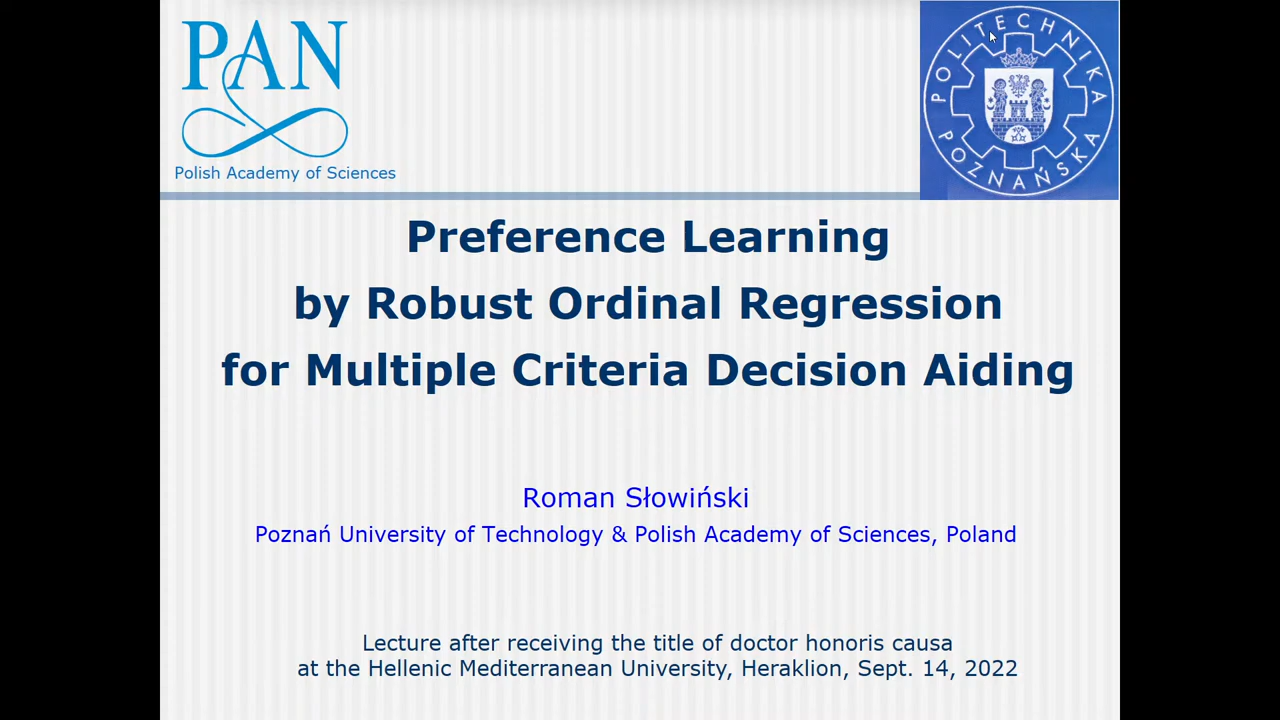 PAN
Polish Academy of Sciences
POLITECHNIKA
POZNAŃSKA
Preference Learning
by Robust Ordinal Regression
for Multiple Criteria Decision Aiding
Roman Słowiński
Poznań University of Technology & Polish Academy of Sciences, Poland
Lecture after receiving the title of doctor honoris causa
at the Hellenic Mediterranean University, Heraklion, Sept. 14, 2022